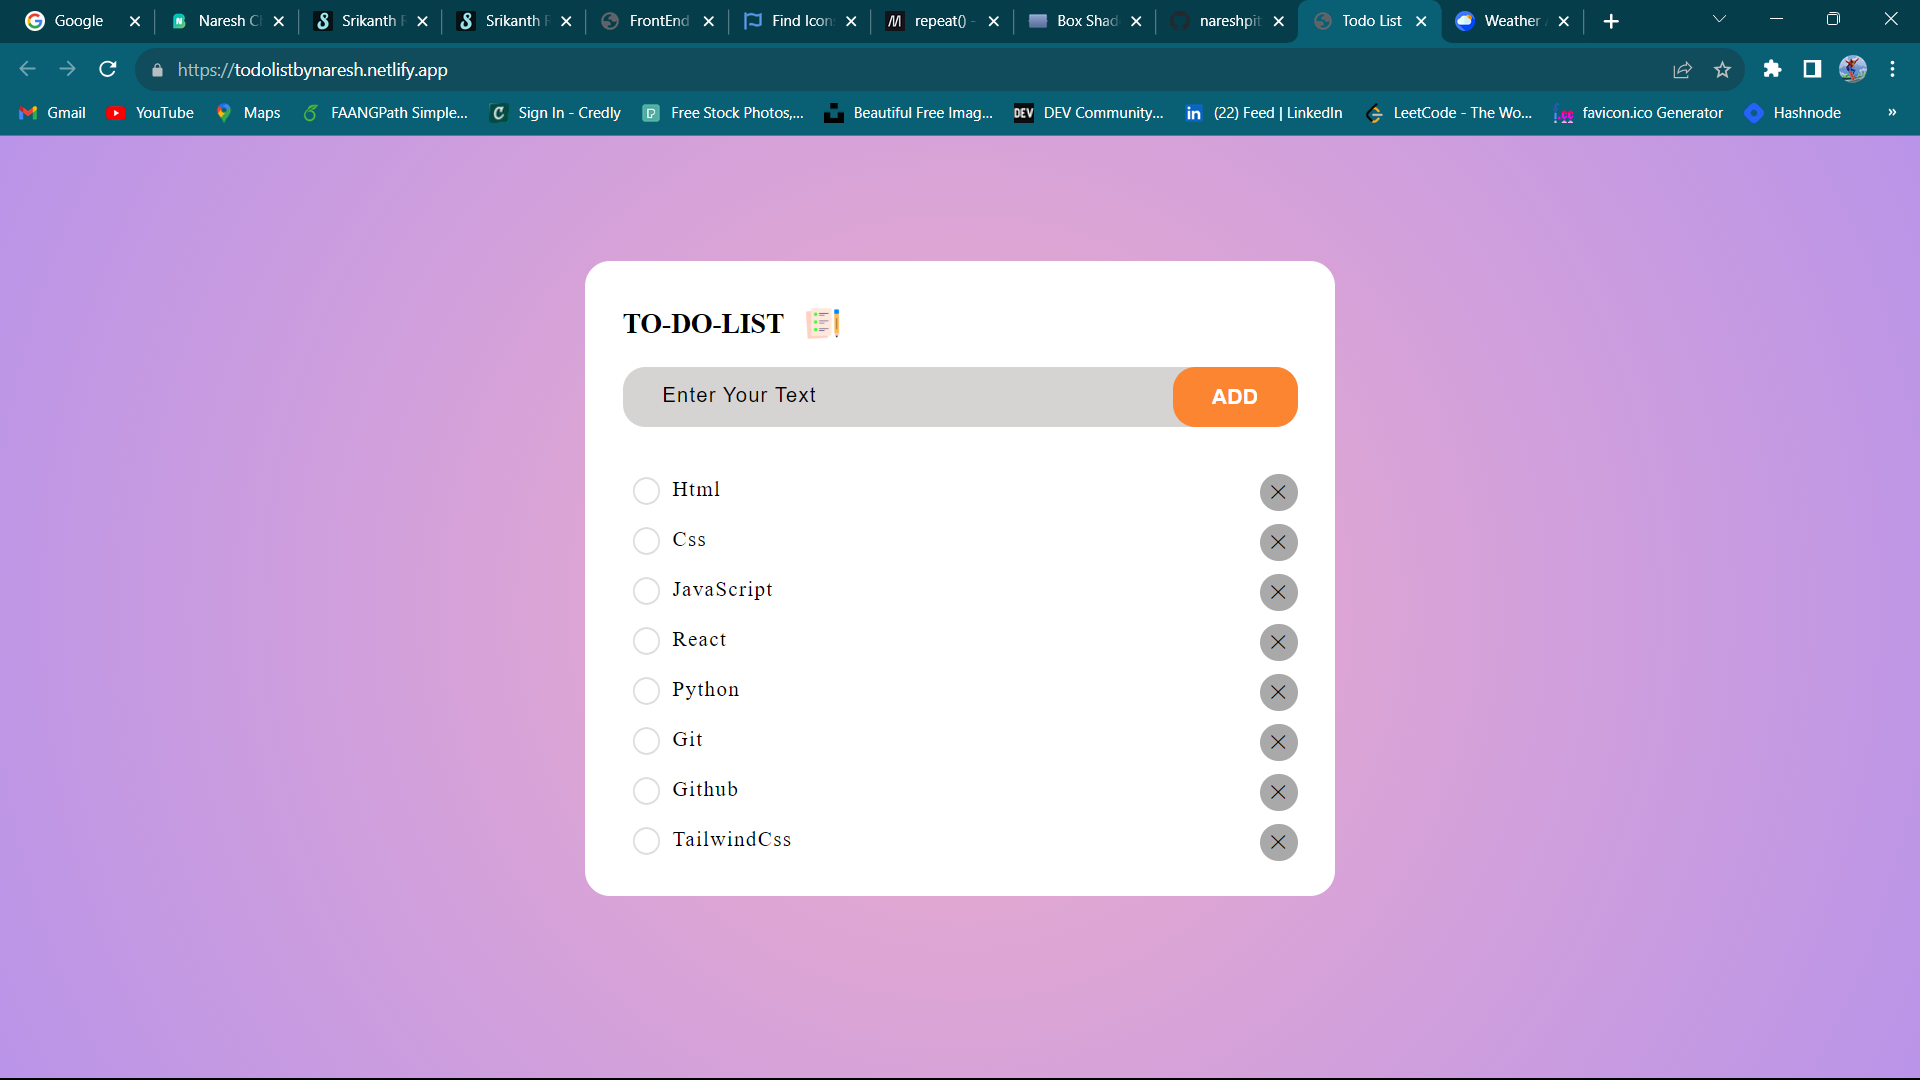 Google
Naresh C
Srikanth
Srikanth
FrontEnd
Find Icon
repeat() -
Box Shad
nareshpit
Todo List
Weather
https://todolistbynaresh.netlify.app
Gmail
YouTube
Maps
FAANGPath Simple...
Sign In - Credly
Free Stock Photos,...
Beautiful Free Imag...
DEV
DEV Community...
in
(22) Feed | LinkedIn
LeetCode - The Wo...
favicon.ico Generator
Hashnode
»
TO-DO-LIST
Enter Your Text
ADD
Html
Css
JavaScript
React
Python
Git
Github
TailwindCss